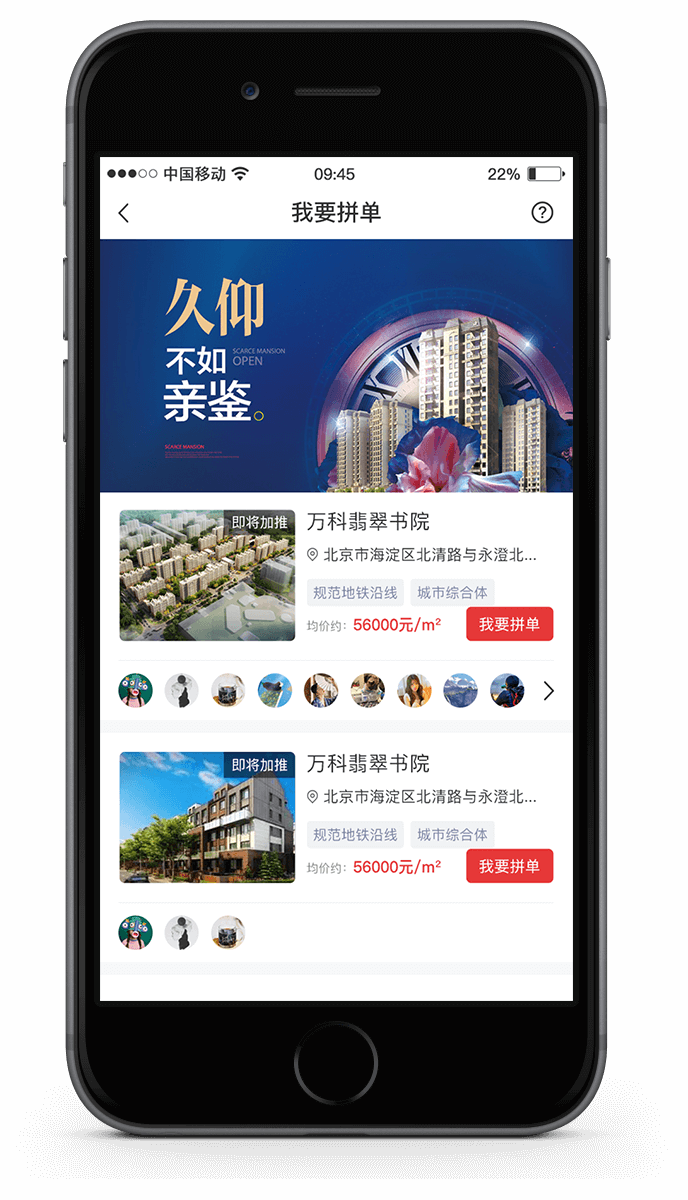 中国移动
09:45
22%
我要拼单
?
久仰
不如
SCARCE MANSION
OPEN
亲鉴。
SCARCE MANSION
即将加推
万科翡翠书院
北京市海淀区北清路与永澄北...
规范地铁沿线
城市综合体
均价约：56000元/m²
我要拼单
即将加推
万科翡翠书院
北京市海淀区北清路与永澄北...
规范地铁沿线
城市综合体
均价约：56000元/m²
我要拼单